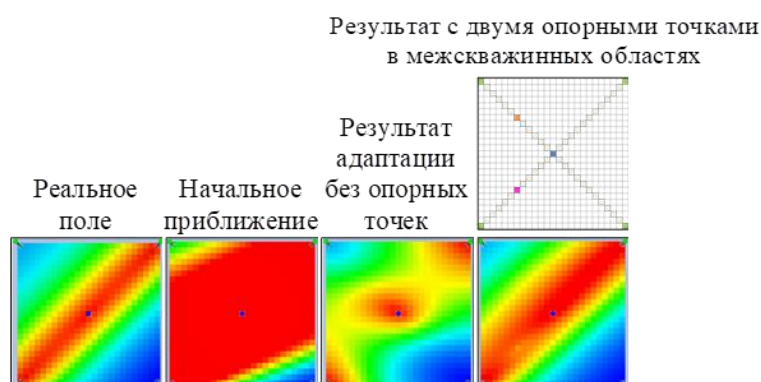 Результат с двумя опорными точками
в межскважинных областях
Результат
адаптации
без опорных
точек
Реальное
поле
Начальное
приближение